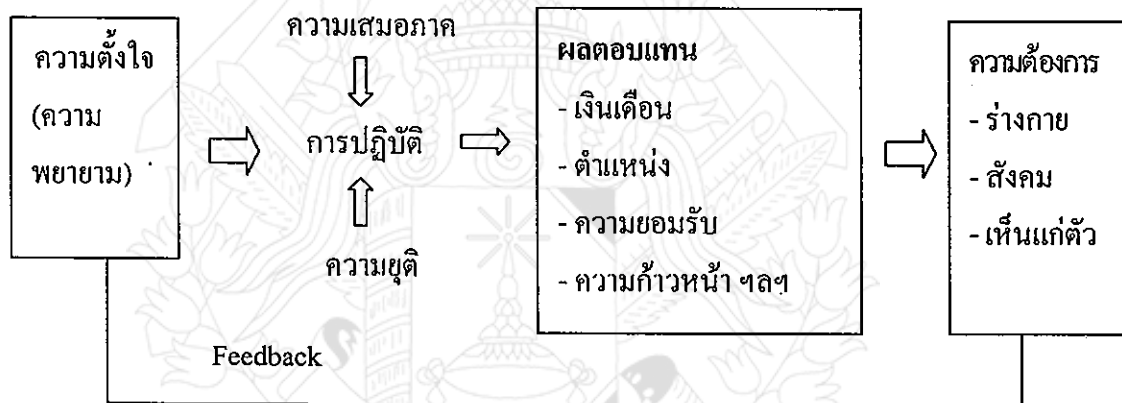 ความตั้งใจ
(ความ
พยายาม)
ความเสมอภาค
การปฏิบัติ
ความยุติ
ผลตอบแทน
- เงินเดือน
- ตำแหน่ง
- ความยอมรับ
- ความก้าวหน้า ฯลฯ
ความต้องการ
- ร่างกาย
- สังคม
- เห็นแก่ตัว
Feedback